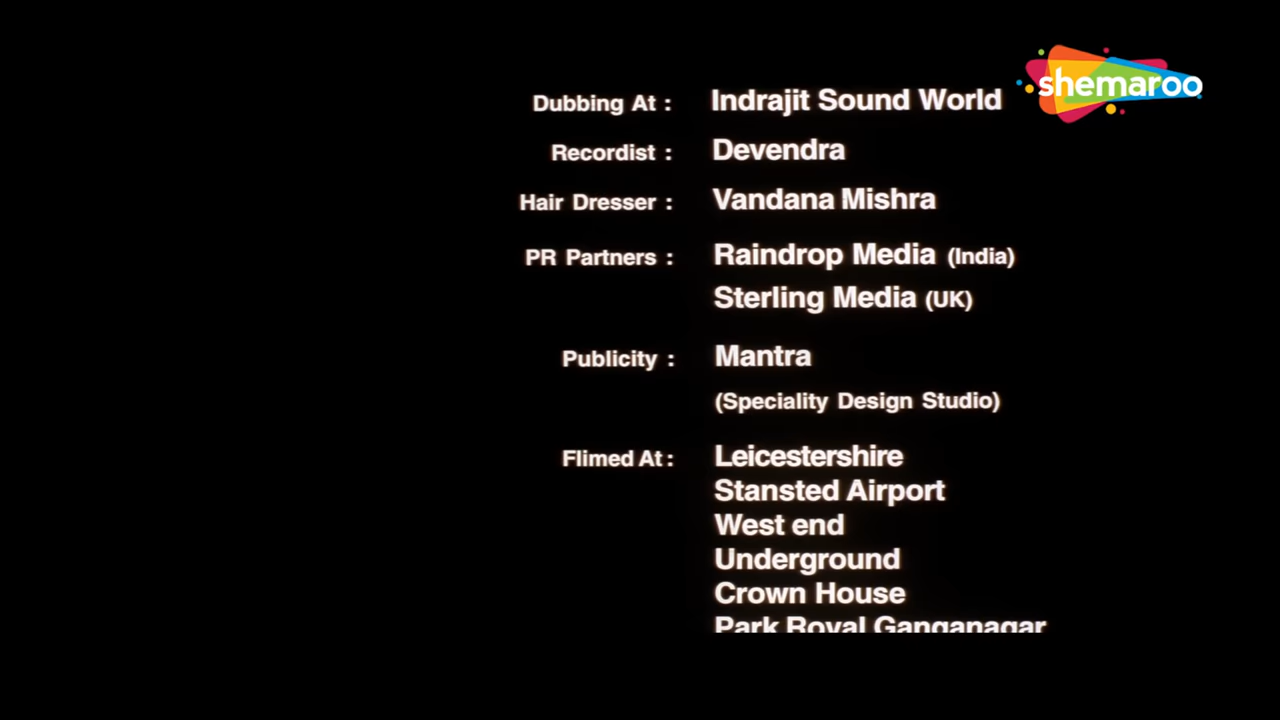 shemaroo
Dubbing At : Indrajit Sound World
Recordist : Devendra
Hair Dresser : Vandana Mishra
PR Partners : Raindrop Media (India)
Sterling Media (UK)
Publicity : Mantra
(Speciality Design Studio)
Flimed At : Leicestershire
Stansted Airport
West end
Underground
Crown House
Park Royal Ganganagar